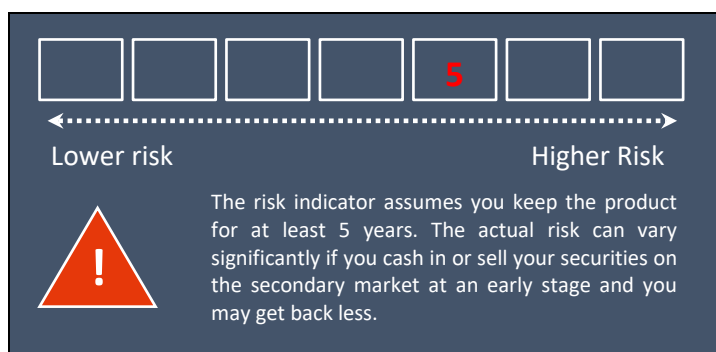 5
Lower risk
Higher Risk
!
The risk indicator assumes you keep the product
for at least 5 years. The actual risk can vary
significantly if you cash in or sell your securities on
the secondary market at an early stage and you
may get back less.